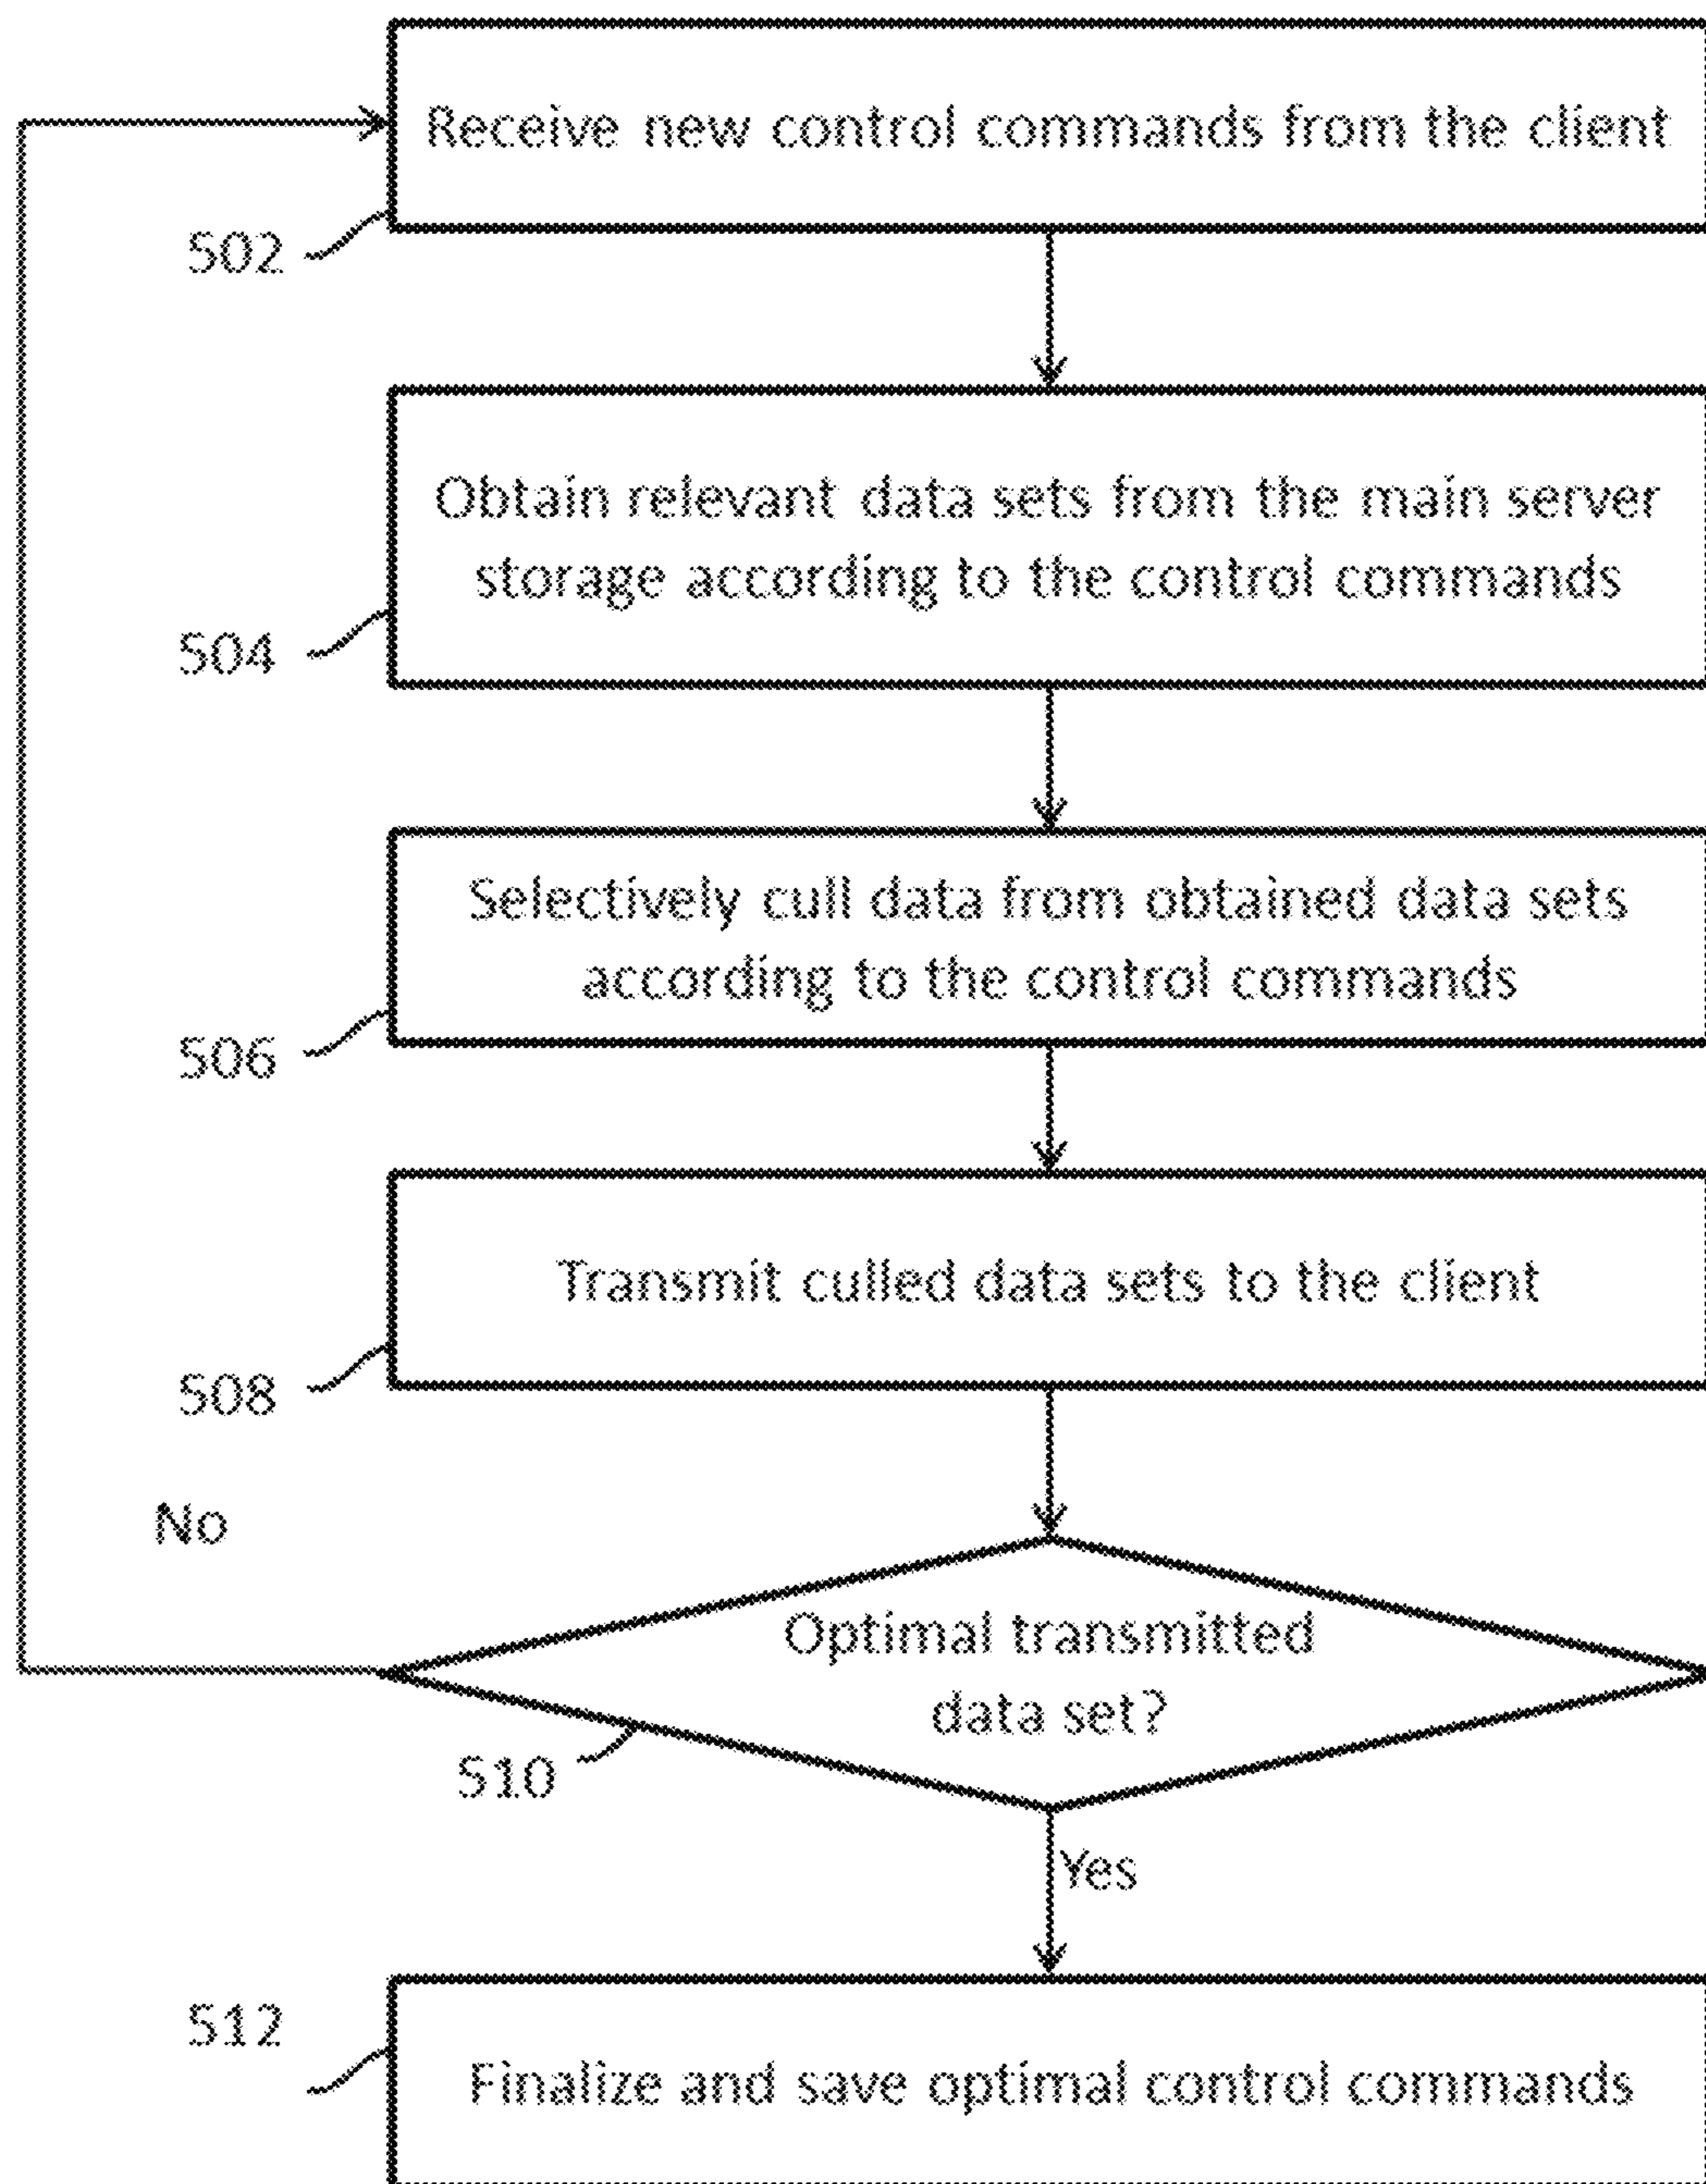 Receive new control commands from the client
502
Obtain relevant data sets from the main server
storage according to the control commands
504
Selectively cull data from obtained data sets
according to the control commands
506
Transmit culled data sets to the client
508
No
Optimal transmitted
data set?
510
Yes
512
Finalize and save optimal control commands